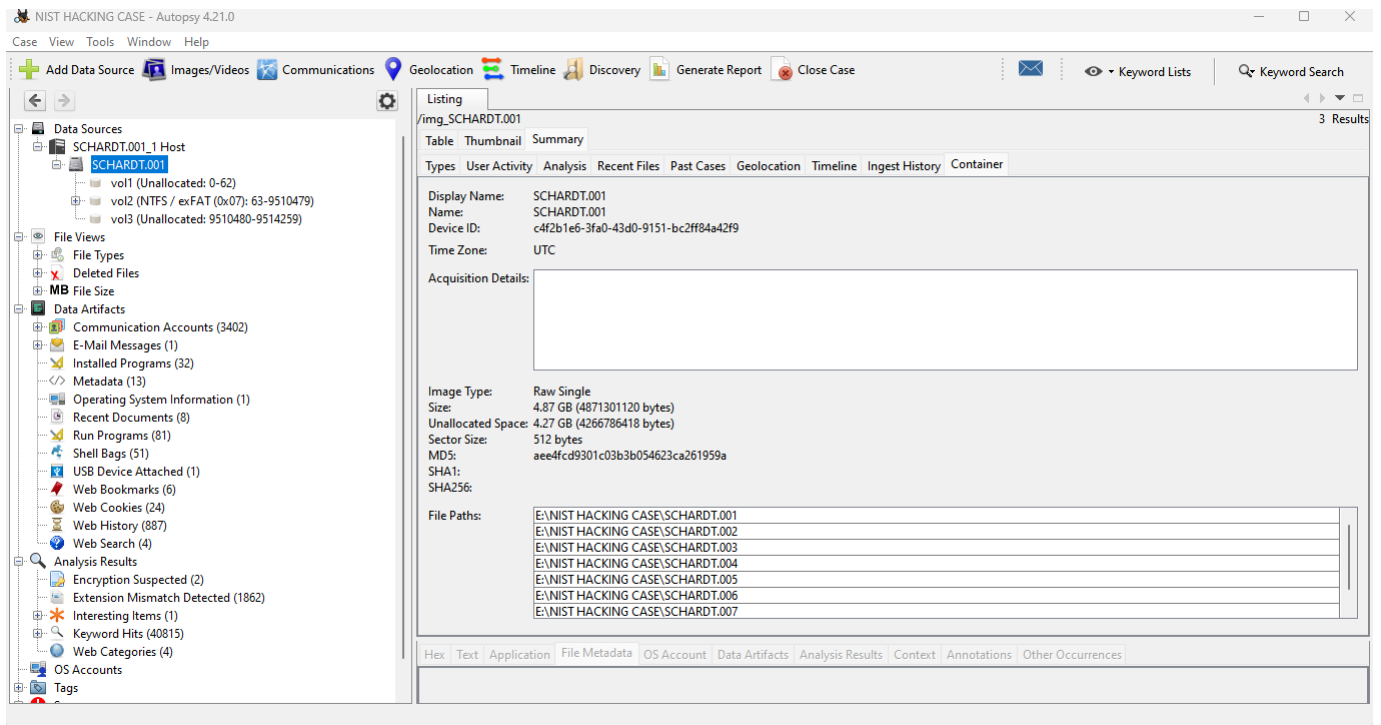 NIST HACKING CASE - Autopsy 4.21.0
Case View Tools Window Help
Add Data Source Images/Videos Communications Geolocation Timeline Discovery Generate Report Close Case Keyword Lists Keyword Search
Data Sources
SCHARDT.001_1 Host
SCHARDT.001
vol1 (Unallocated: 0-62)
vol2 (NTFS / exFAT (0x07): 63-9510479)
vol3 (Unallocated: 9510480-9514259)
File Views
File Types
Deleted Files
MB File Size
Data Artifacts
Communication Accounts (3402)
E-Mail Messages (1)
Installed Programs (32)
Metadata (13)
Operating System Information (1)
Recent Documents (8)
Run Programs (81)
Shell Bags (51)
USB Device Attached (1)
Web Bookmarks (6)
Web Cookies (24)
Web History (887)
Web Search (4)
Analysis Results
Encryption Suspected (2)
Extension Mismatch Detected (1862)
Interesting Items (1)
Keyword Hits (40815)
Web Categories (4)
OS Accounts
Tags
Listing
/img_SCHARDT.001 3 Results
Table Thumbnail Summary
Types User Activity Analysis Recent Files Past Cases Geolocation Timeline Ingest History Container
Display Name: SCHARDT.001
Name: SCHARDT.001
Device ID: c4f2b1e6-3fa0-43d0-9151-bc2ff84a42f9
Time Zone: UTC
Acquisition Details:
Image Type: Raw Single
Size: 4.87 GB (4871301120 bytes)
Unallocated Space: 4.27 GB (4266786418 bytes)
Sector Size: 512 bytes
MD5: aee4fcd9301c03b3b054623ca261959a
SHA1:
SHA256:
File Paths: E:\NIST HACKING CASE\SCHARDT.001
E:\NIST HACKING CASE\SCHARDT.002
E:\NIST HACKING CASE\SCHARDT.003
E:\NIST HACKING CASE\SCHARDT.004
E:\NIST HACKING CASE\SCHARDT.005
E:\NIST HACKING CASE\SCHARDT.006
E:\NIST HACKING CASE\SCHARDT.007
Hex Text Application File Metadata OS Account Data Artifacts Analysis Results Context Annotations Other Occurrences